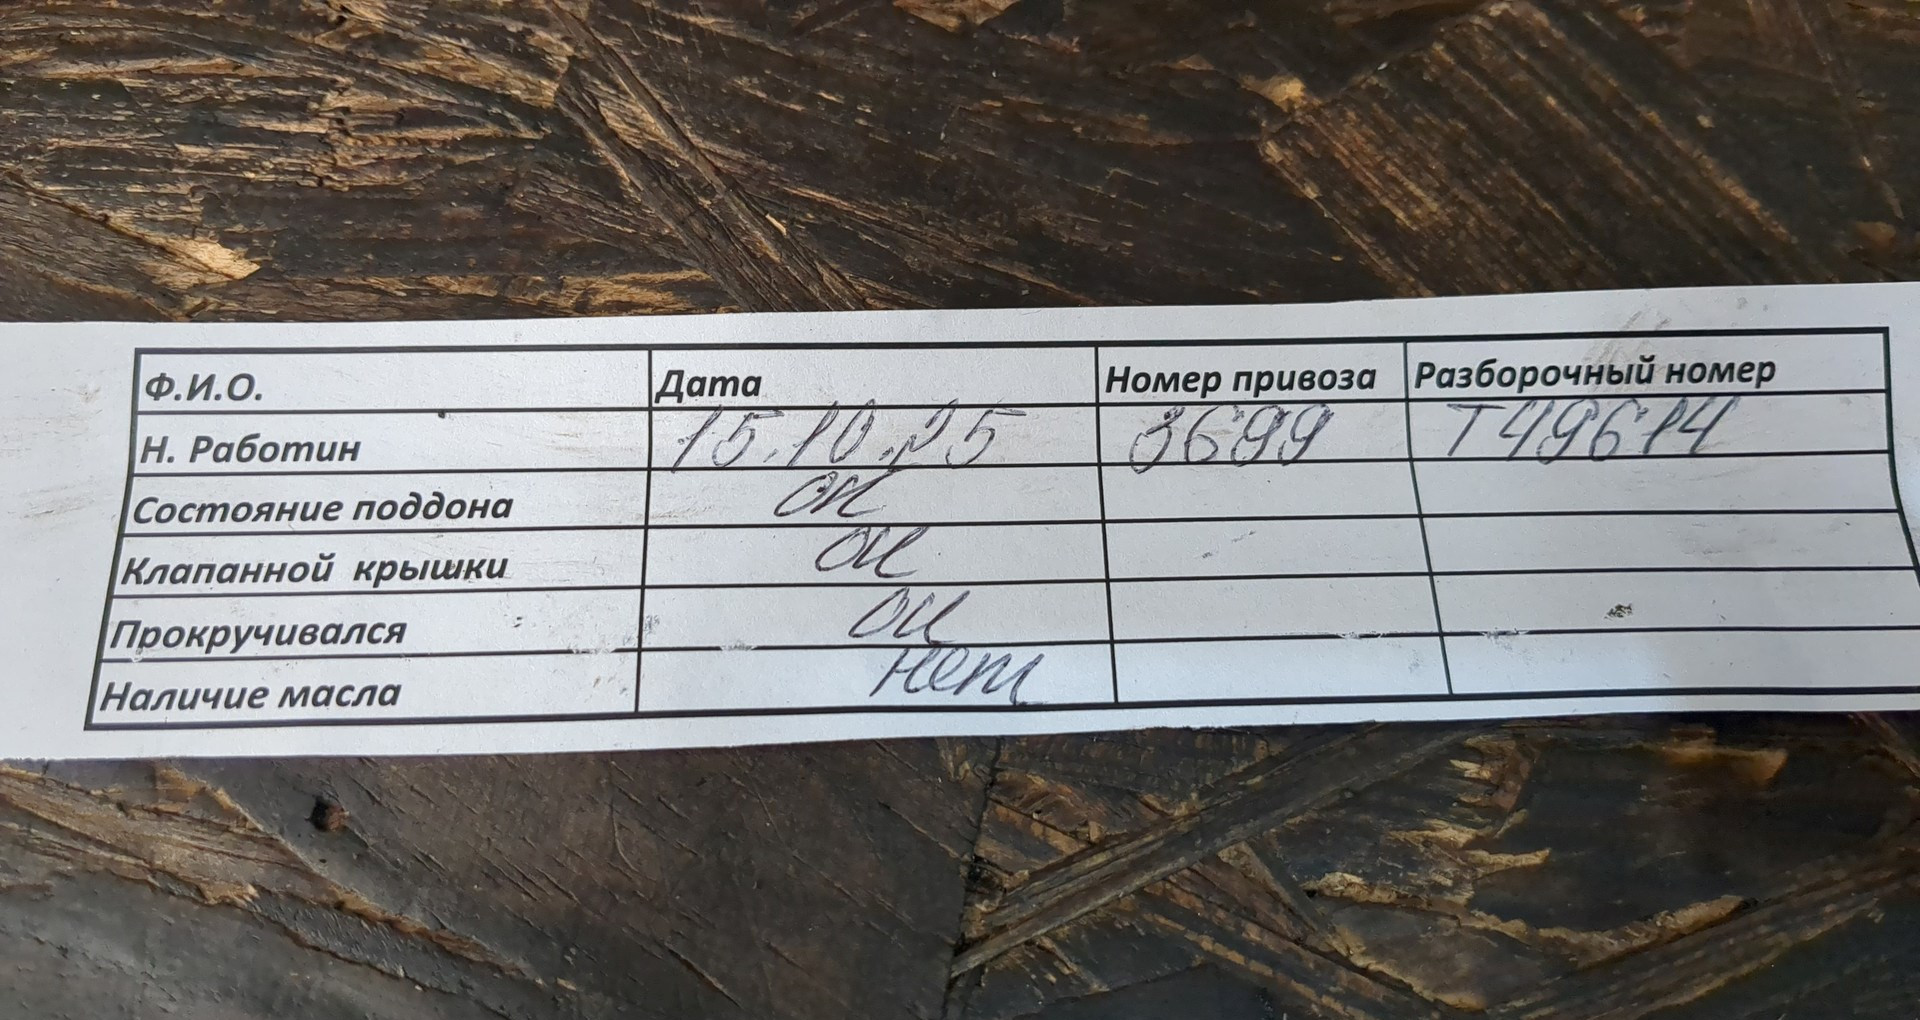 Ф.И.О. Дата Номер привоза Разборочный номер
Н. Работин 15.10.25 3699 Т49614
Состояние поддона ок
Клапанной крышки ок
Прокручивался ок
Наличие масла нет